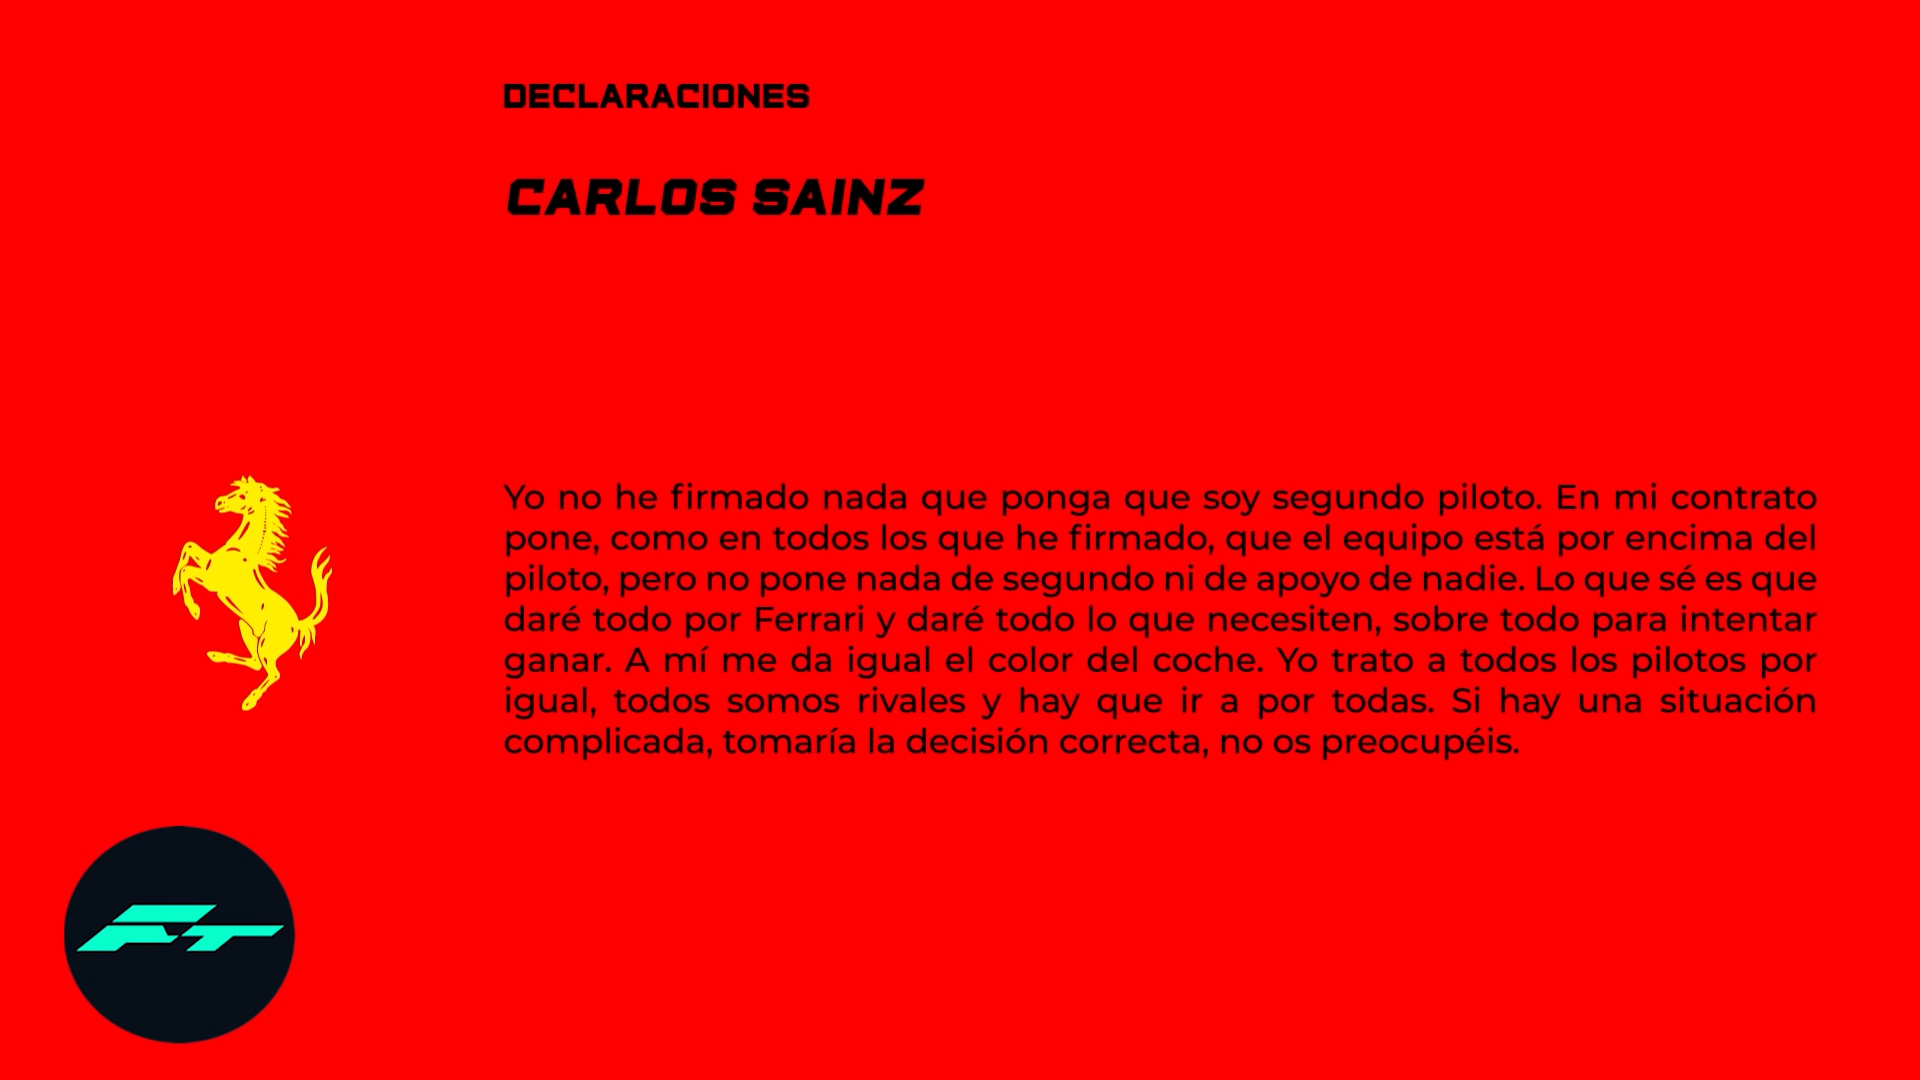 DECLARACIONES
CARLOS SAINZ
Yo no he firmado nada que ponga que soy segundo piloto. En mi contrato
pone, como en todos los que he firmado, que el equipo está por encima del
piloto, pero no pone nada de segundo ni de apoyo de nadie. Lo que sé es que
daré todo por Ferrari y daré todo lo que necesiten, sobre todo para intentar
ganar. A mí me da igual el color del coche. Yo trato a todos los pilotos por
igual, todos somos rivales y hay que ir a por todas. Si hay una situación
complicada, tomaría la decisión correcta, no os preocupéis.
FT